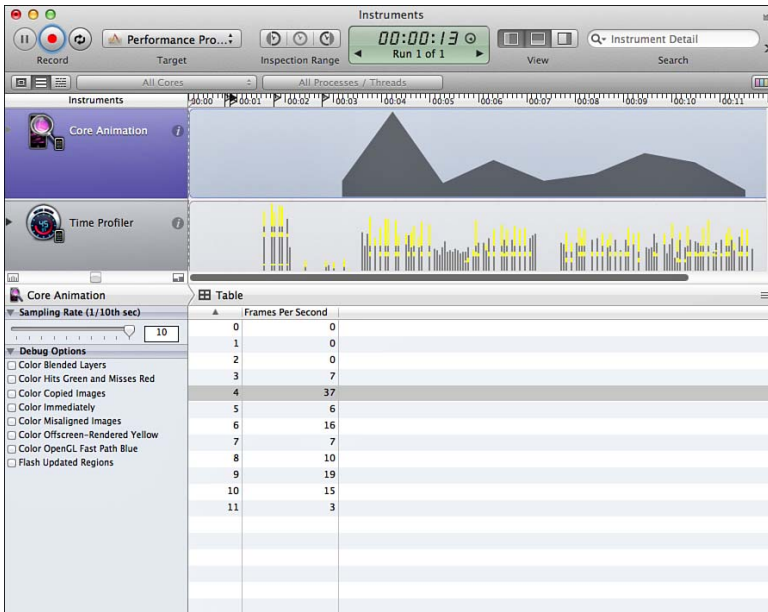 Instruments
Performance Pro...
00:00:13
Run 1 of 1
Instrument Detail
Record
Target
Inspection Range
View
Search
All Cores
All Processes / Threads
Instruments
00:00 00:01 00:02 00:03 00:04 00:05 00:06 00:07 00:08 00:09 00:10 00:11
Core Animation
Time Profiler
Core Animation
Table
Sampling Rate (1/10th sec)
10
Debug Options
Color Blended Layers
Color Hits Green and Misses Red
Color Copied Images
Color Immediately
Color Misaligned Images
Color Offscreen-Rendered Yellow
Color OpenGL Fast Path Blue
Flash Updated Regions
Frames Per Second
0 0
1 0
2 0
3 7
4 37
5 6
6 16
7 7
8 10
9 19
10 15
11 3